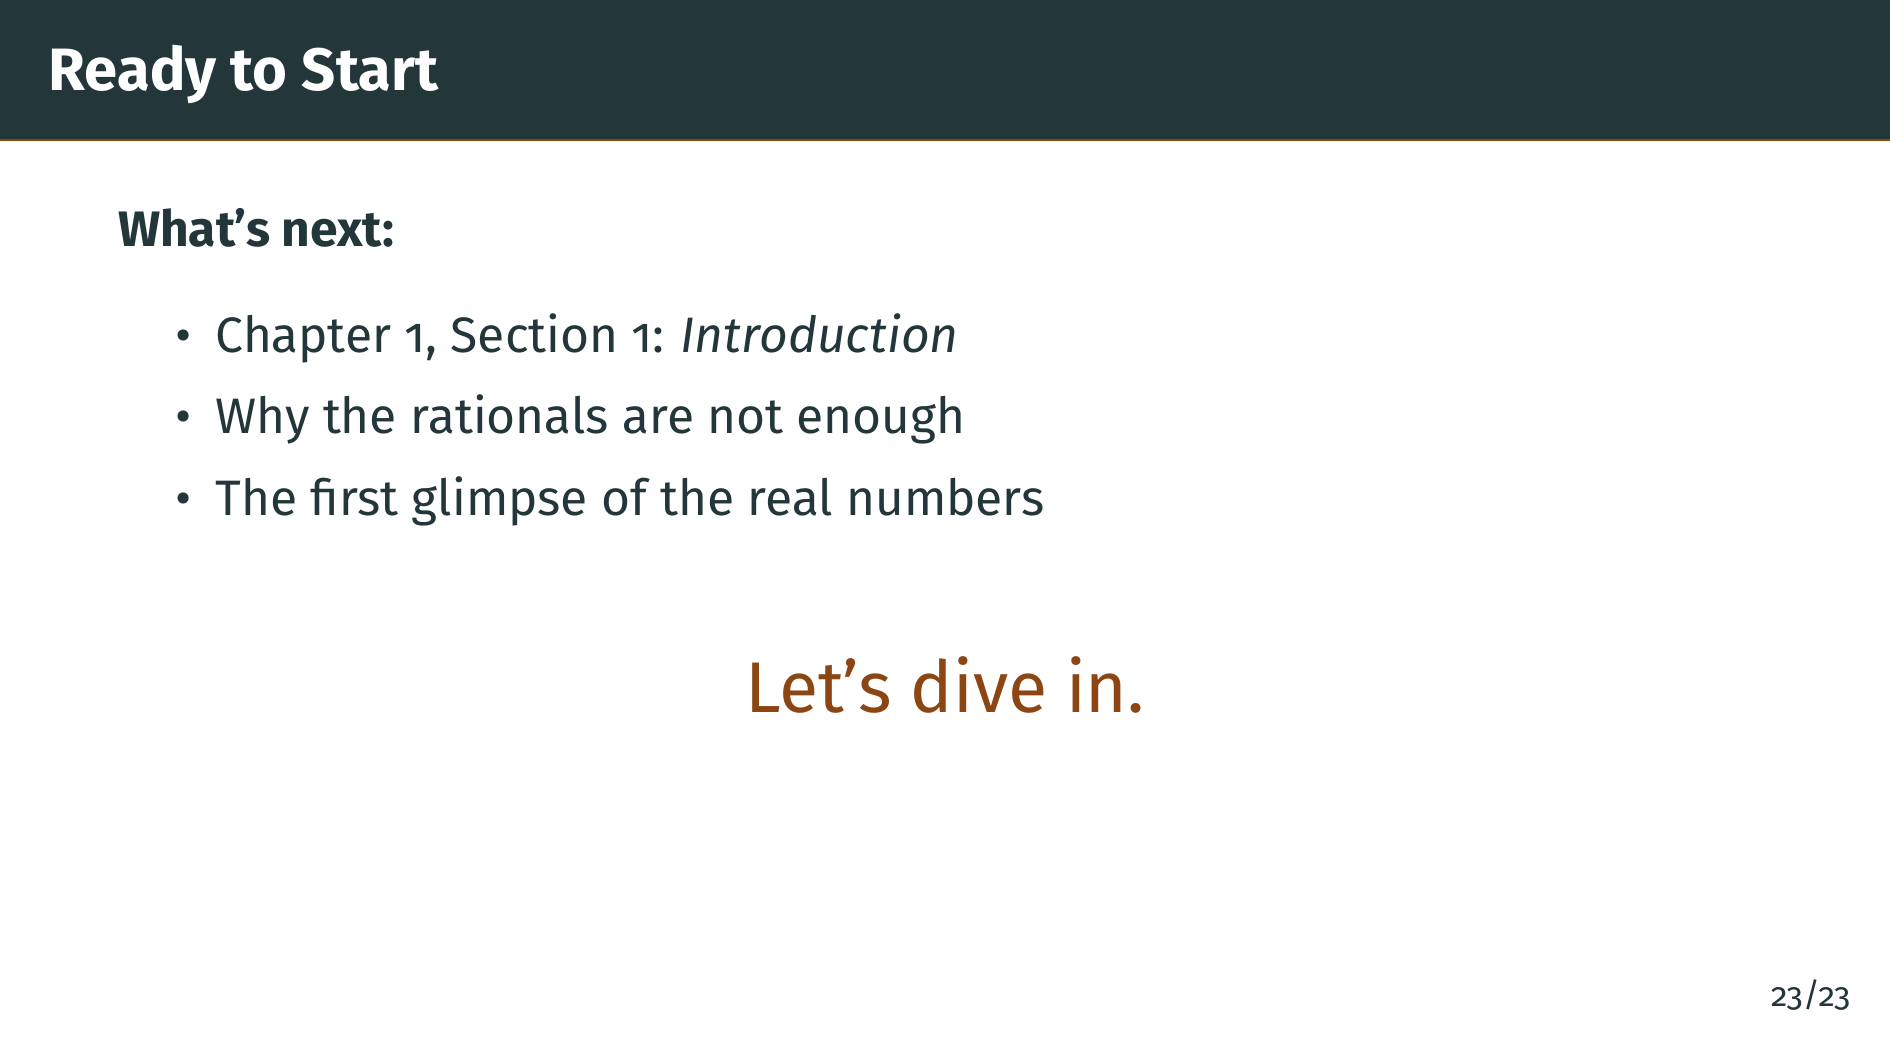 Ready to Start
What’s next:
• Chapter 1, Section 1: Introduction
• Why the rationals are not enough
• The first glimpse of the real numbers
Let’s dive in.
23/23